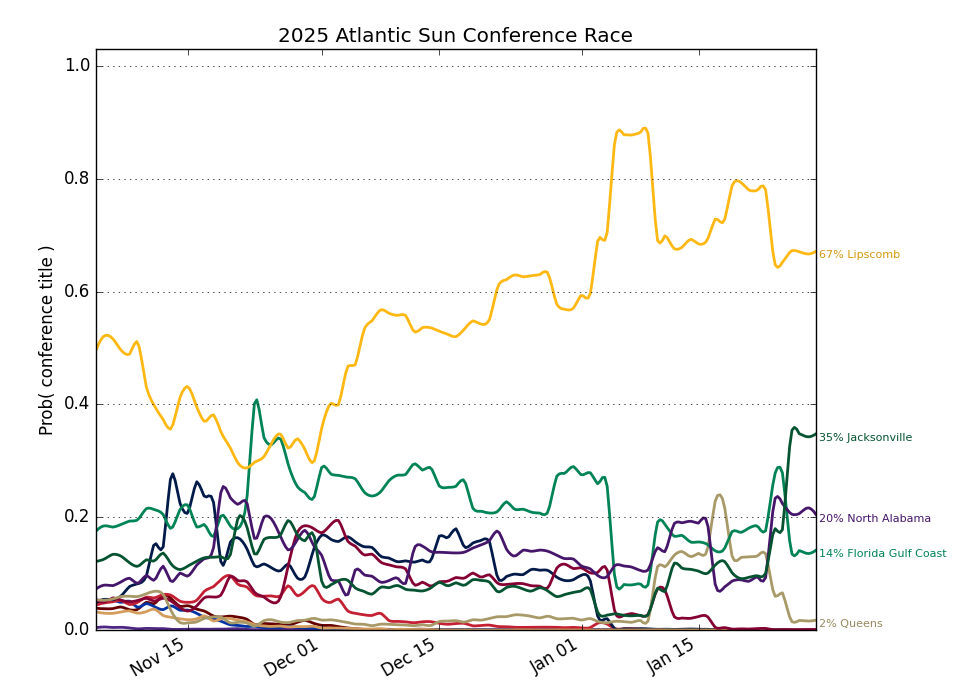 2025 Atlantic Sun Conference Race
Prob( conference title )
1.0
0.8
0.6
0.4
0.2
0.0
Nov 15
Dec 01
Dec 15
Jan 01
Jan 15
67% Lipscomb
35% Jacksonville
20% North Alabama
14% Florida Gulf Coast
2% Queens